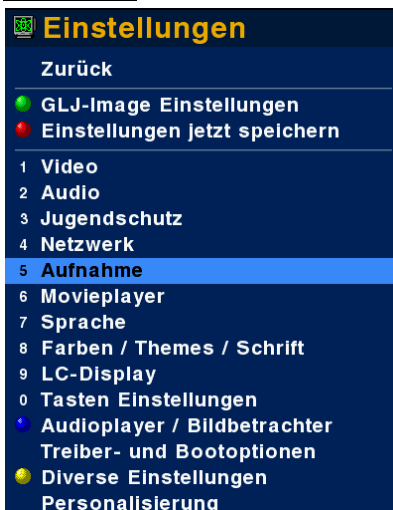 Einstellungen
Zurück
GLJ-Image Einstellungen
Einstellungen jetzt speichern
1 Video
2 Audio
3 Jugendschutz
4 Netzwerk
5 Aufnahme
6 Movieplayer
7 Sprache
8 Farben / Themes / Schrift
9 LC-Display
0 Tasten Einstellungen
Audioplayer / Bildbetrachter
Treiber- und Bootoptionen
Diverse Einstellungen
Personalisierung